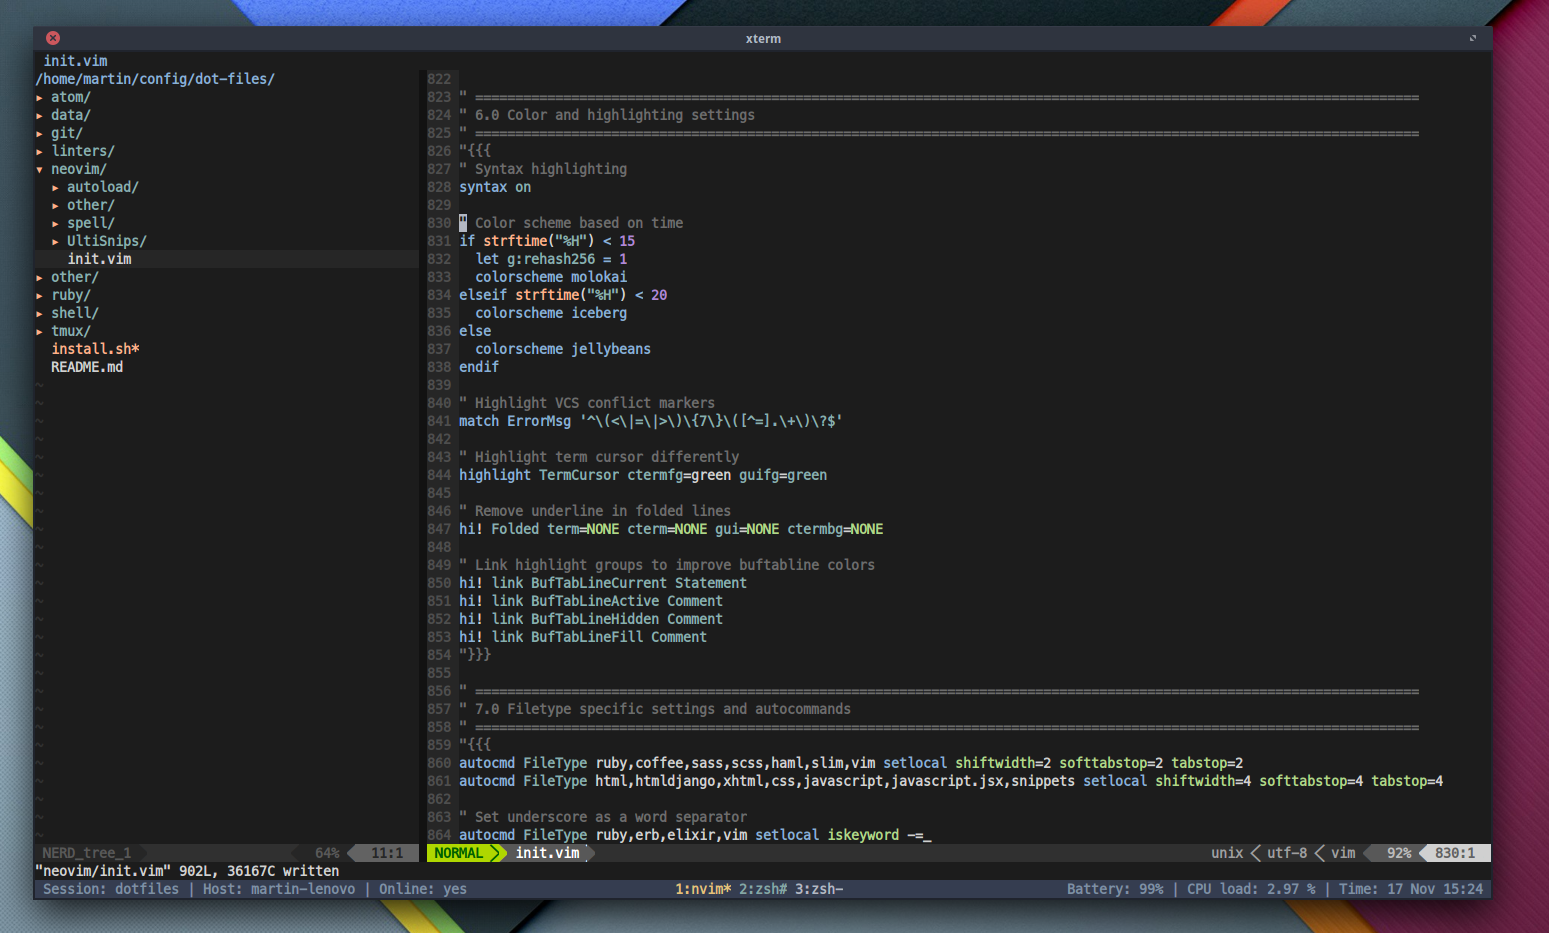 xterm
init.vim
/home/martin/config/dot-files/
▸ atom/
▸ data/
▸ git/
▸ linters/
▾ neovim/
  ▸ autoload/
  ▸ other/
  ▸ spell/
  ▸ UltiSnips/
    init.vim
▸ other/
▸ ruby/
▸ shell/
▸ tmux/
  install.sh*
  README.md
822
823 " ======================================================================================================================
824 " 6.0 Color and highlighting settings
825 " ======================================================================================================================
826 "{{{
827 " Syntax highlighting
828 syntax on
829
830 " Color scheme based on time
831 if strftime("%H") < 15
832   let g:rehash256 = 1
833   colorscheme molokai
834 elseif strftime("%H") < 20
835   colorscheme iceberg
836 else
837   colorscheme jellybeans
838 endif
839
840 " Highlight VCS conflict markers
841 match ErrorMsg '^\(<\|=\|>\)\{7\}\([^=].\+\)\?$'
842
843 " Highlight term cursor differently
844 highlight TermCursor ctermfg=green guifg=green
845
846 " Remove underline in folded lines
847 hi! Folded term=NONE cterm=NONE gui=NONE ctermbg=NONE
848
849 " Link highlight groups to improve buftabline colors
850 hi! link BufTabLineCurrent Statement
851 hi! link BufTabLineActive Comment
852 hi! link BufTabLineHidden Comment
853 hi! link BufTabLineFill Comment
854 "}}}
855
856 " ======================================================================================================================
857 " 7.0 Filetype specific settings and autocommands
858 " ======================================================================================================================
859 "{{{
860 autocmd FileType ruby,coffee,sass,scss,haml,slim,vim setlocal shiftwidth=2 softtabstop=2 tabstop=2
861 autocmd FileType html,htmldjango,xhtml,css,javascript,javascript.jsx,snippets setlocal shiftwidth=4 softtabstop=4 tabstop=4
862
863 " Set underscore as a word separator
864 autocmd FileType ruby,erb,elixir,vim setlocal iskeyword -=_
NERD_tree_1 64% 11:1
NORMAL init.vim unix utf-8 vim 92% 830:1
"neovim/init.vim" 902L, 36167C written
Session: dotfiles | Host: martin-lenovo | Online: yes 1:nvim* 2:zsh# 3:zsh- Battery: 99% | CPU load: 2.97 % | Time: 17 Nov 15:24